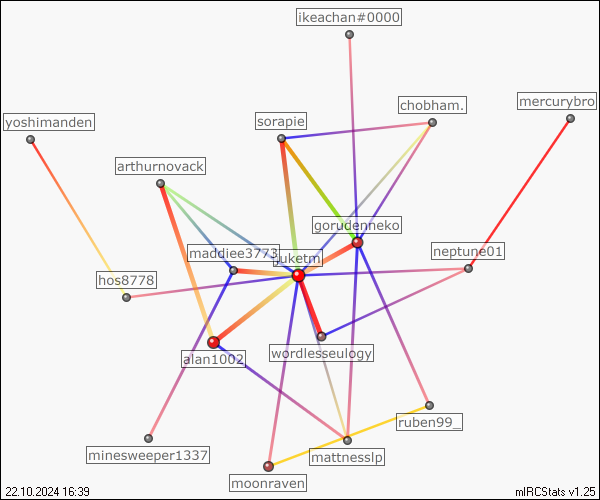 ikeachan#0000
mercurybro
chobham.
sorapie
yoshimanden
arthurnovack
gorudenneko
maddiee3773
neptune01
hos8778
wordlesseulogy
alan1002
ruben99_
minesweeper1337
mattnesslp
moonraven
22.10.2024 16:39
mIRCStats v1.25